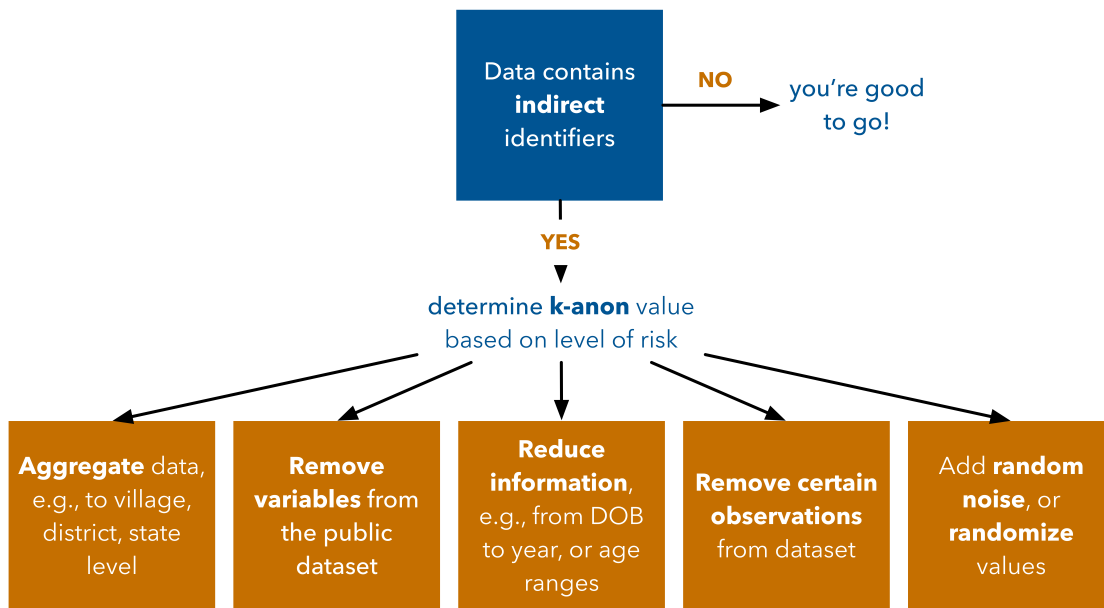 Data contains
indirect
identifiers
NO
you’re good
to go!
YES
determine k-anon value
based on level of risk
Aggregate data,
e.g., to village,
district, state
level
Remove
variables from
the public
dataset
Reduce
information,
e.g., from DOB
to year, or age
ranges
Remove certain
observations
from dataset
Add random
noise, or
randomize
values